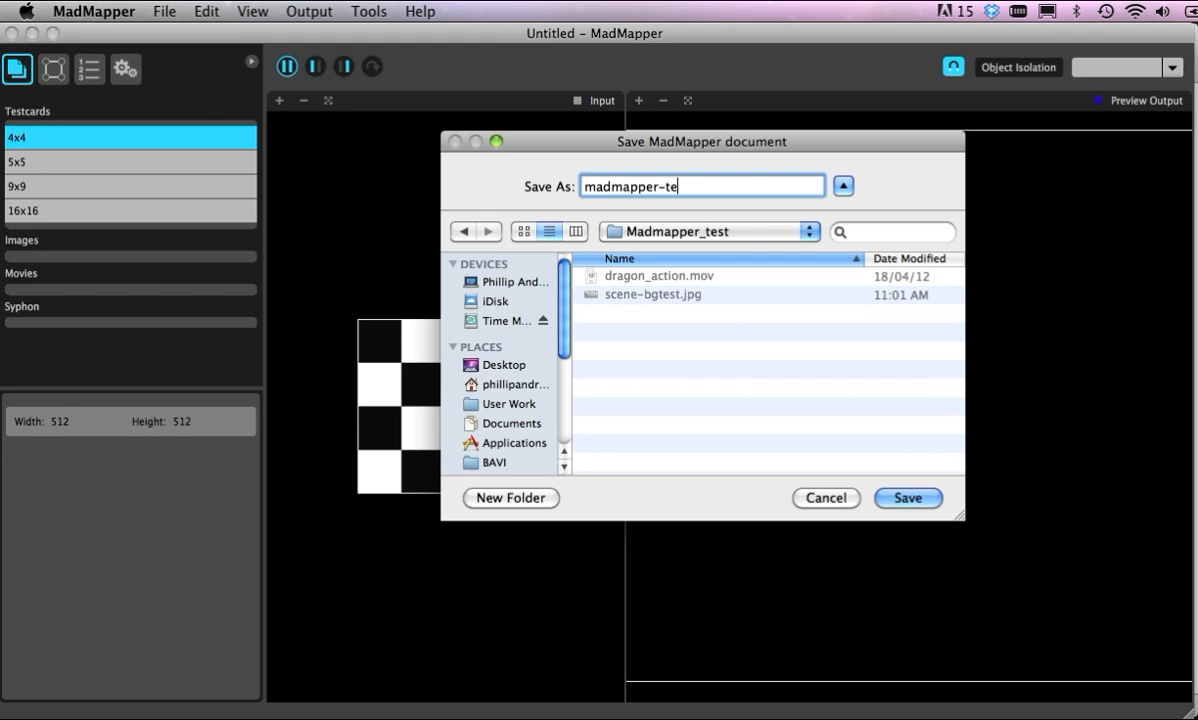 MadMapper File Edit View Output Tools Help 15
Untitled – MadMapper
1 2 3 Object Isolation
Testcards
4x4
5x5
9x9
16x16
Images
Movies
Syphon
Width: 512 Height: 512
Input
Preview Output
Save MadMapper document
Save As: madmapper-te
Madmapper_test
DEVICES
Phillip And...
iDisk
Time M...
PLACES
Desktop
phillipandr...
User Work
Documents
Applications
BAVI
Name Date Modified
dragon_action.mov 18/04/12
scene-bgtest.jpg 11:01 AM
New Folder Cancel Save